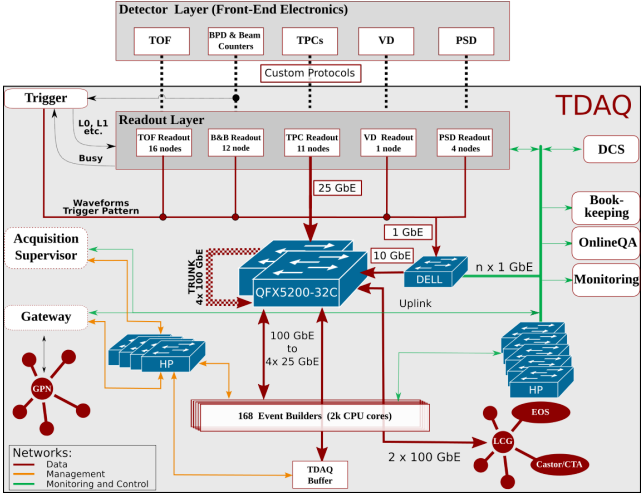 Detector Layer (Front-End Electronics)
TOF
BPD & Beam
Counters
TPCs
VD
PSD
Custom Protocols
Trigger
TDAQ
L0, L1
etc.
Busy
Readout Layer
TOF Readout
16 nodes
B&B Readout
12 node
TPC Readout
11 nodes
VD Readout
1 node
PSD Readout
4 nodes
DCS
25 GbE
Waveforms
Trigger Pattern
Book-
keeping
1 GbE
Acquisition
Supervisor
OnlineQA
TRUNK
4x 100 GbE
10 GbE
DELL
n x 1 GbE
Monitoring
QFX5200-32C
Uplink
Gateway
100 GbE
to
4x 25 GbE
HP
HP
GPN
168 Event Builders (2k CPU cores)
EOS
LCG
2 x 100 GbE
Castor/CTA
TDAQ
Buffer
Networks:
Data
Management
Monitoring and Control